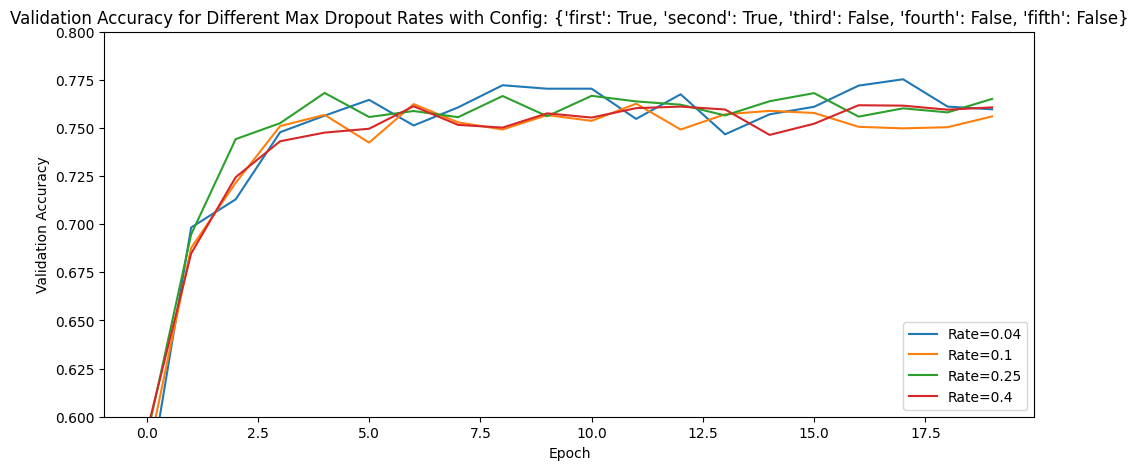 Validation Accuracy for Different Max Dropout Rates with Config: {'first': True, 'second': True, 'third': False, 'fourth': False, 'fifth': False}
Validation Accuracy
0.800
0.775
0.750
0.725
0.700
0.675
0.650
0.625
0.600
0.0 2.5 5.0 7.5 10.0 12.5 15.0 17.5
Epoch
Rate=0.04
Rate=0.1
Rate=0.25
Rate=0.4